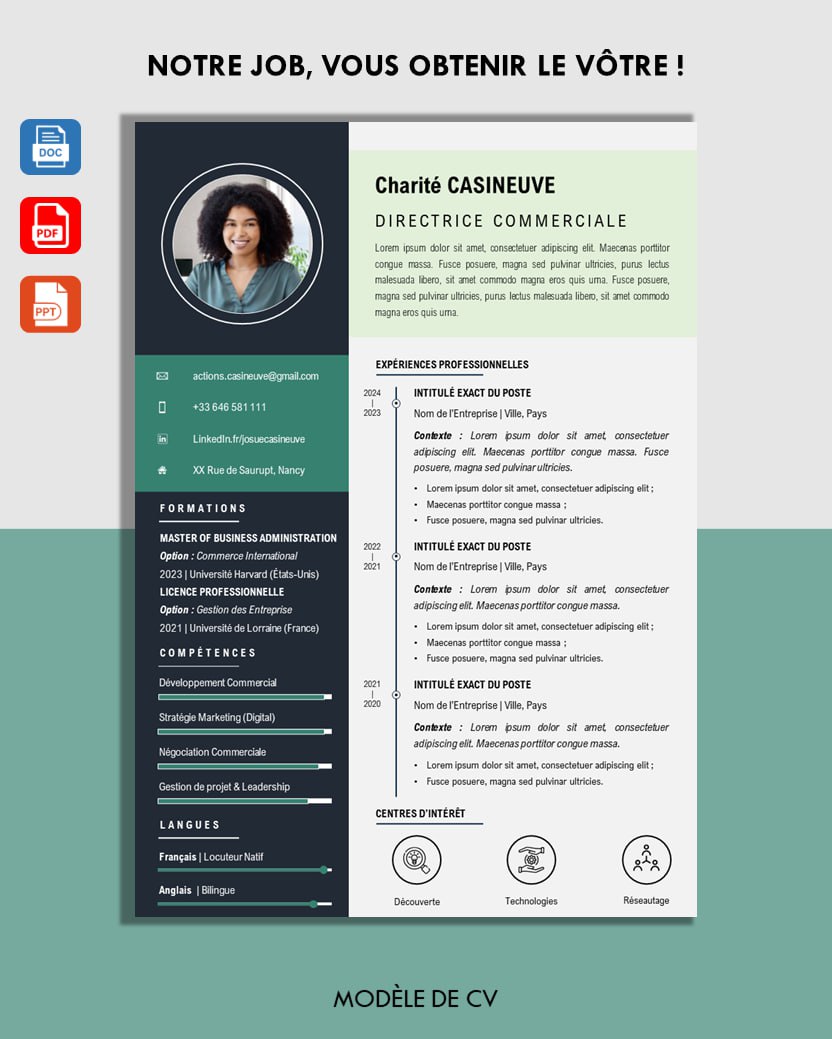 NOTRE JOB, VOUS OBTENIR LE VÔTRE !
DOC
PDF
PPT
Charité CASINEUVE
DIRECTRICE COMMERCIALE
Lorem ipsum dolor sit amet, consectetuer adipiscing elit. Maecenas porttitor
congue massa. Fusce posuere, magna sed pulvinar ultricies, purus lectus
malesuada libero, sit amet commodo magna eros quis urna. Fusce posuere,
magna sed pulvinar ultricies, purus lectus malesuada libero, sit amet commodo
magna eros quis urna.
actions.casineuve@gmail.com
+33 646 581 111
in
LinkedIn.fr/josuecasineuve
XX Rue de Saurupt, Nancy
FORMATIONS
MASTER OF BUSINESS ADMINISTRATION
Option : Commerce International
2023 | Université Harvard (États-Unis)
LICENCE PROFESSIONNELLE
Option : Gestion des Entreprise
2021 | Université de Lorraine (France)
COMPÉTENCES
Développement Commercial
Stratégie Marketing (Digital)
Négociation Commerciale
Gestion de projet & Leadership
LANGUES
Français | Locuteur Natif
Anglais | Bilingue
EXPÉRIENCES PROFESSIONNELLES
2024
|
2023
INTITULÉ EXACT DU POSTE
Nom de l'Entreprise | Ville, Pays
Contexte : Lorem ipsum dolor sit amet, consectetuer
adipiscing elit. Maecenas porttitor congue massa. Fusce
posuere, magna sed pulvinar ultricies.
• Lorem ipsum dolor sit amet, consectetuer adipiscing elit ;
• Maecenas porttitor congue massa ;
• Fusce posuere, magna sed pulvinar ultricies.
2022
|
2021
INTITULÉ EXACT DU POSTE
Nom de l'Entreprise | Ville, Pays
Contexte : Lorem ipsum dolor sit amet, consectetuer
adipiscing elit. Maecenas porttitor congue massa.
• Lorem ipsum dolor sit amet, consectetuer adipiscing elit ;
• Maecenas porttitor congue massa ;
• Fusce posuere, magna sed pulvinar ultricies.
2021
|
2020
INTITULÉ EXACT DU POSTE
Nom de l'Entreprise | Ville, Pays
Contexte : Lorem ipsum dolor sit amet, consectetuer
adipiscing elit. Maecenas porttitor congue massa.
• Lorem ipsum dolor sit amet, consectetuer adipiscing elit ;
• Fusce posuere, magna sed pulvinar ultricies.
CENTRES D'INTÉRÊT
Découverte
Technologies
Réseautage
MODÈLE DE CV